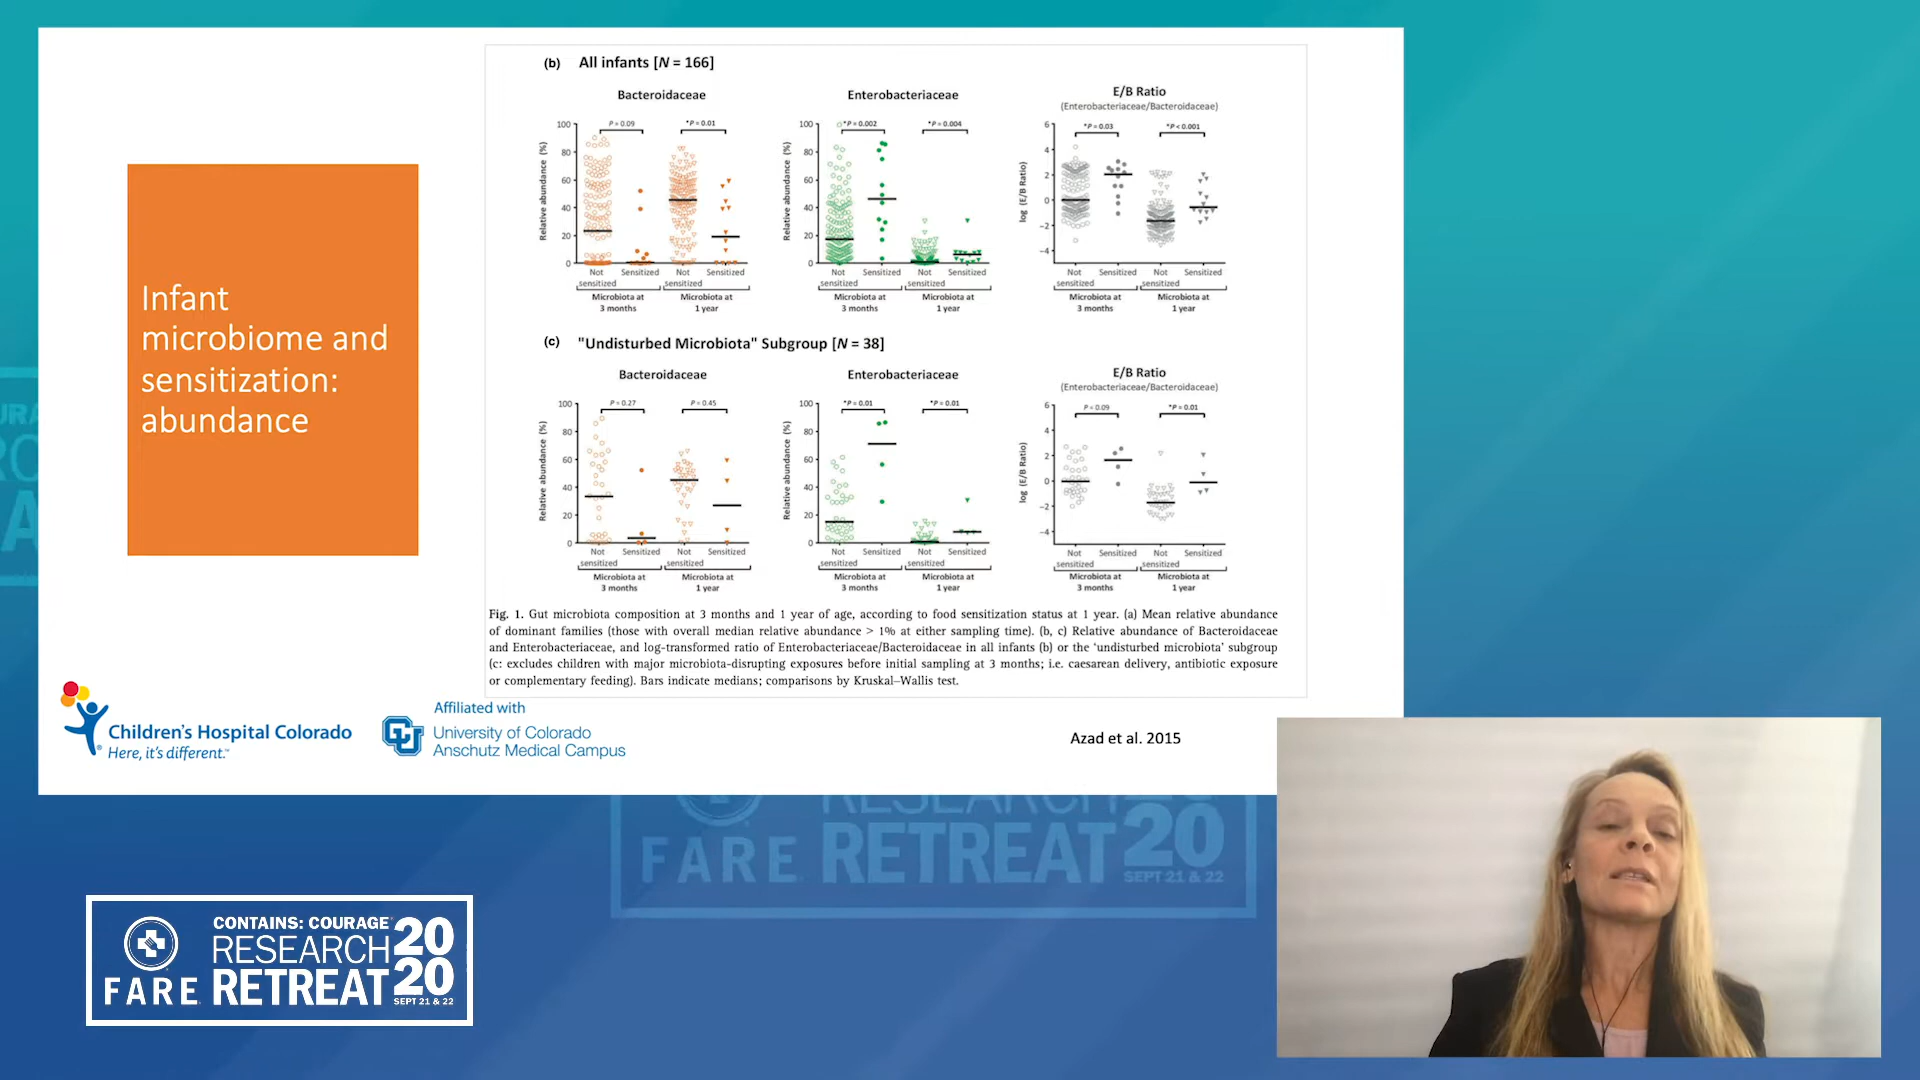 Infant
microbiome and
sensitization:
abundance
(b) All infants [N = 166]
Bacteroidaceae
Relative abundance (%)
100
80
60
40
20
0
P = 0.09
*P = 0.01
Not sensitized
Sensitized
Not sensitized
Sensitized
Microbiota at 3 months
Microbiota at 1 year
Enterobacteriaceae
Relative abundance (%)
100
80
60
40
20
0
*P = 0.002
*P = 0.004
Not sensitized
Sensitized
Not sensitized
Sensitized
Microbiota at 3 months
Microbiota at 1 year
E/B Ratio
(Enterobacteriaceae/Bacteroidaceae)
log (E/B Ratio)
6
4
2
0
−2
−4
*P = 0.03
*P < 0.001
Not sensitized
Sensitized
Not sensitized
Sensitized
Microbiota at 3 months
Microbiota at 1 year
(c) "Undisturbed Microbiota" Subgroup [N = 38]
Bacteroidaceae
Relative abundance (%)
100
80
60
40
20
0
P = 0.27
P = 0.45
Not sensitized
Sensitized
Not sensitized
Sensitized
Microbiota at 3 months
Microbiota at 1 year
Enterobacteriaceae
Relative abundance (%)
100
80
60
40
20
0
*P = 0.01
*P = 0.01
Not sensitized
Sensitized
Not sensitized
Sensitized
Microbiota at 3 months
Microbiota at 1 year
E/B Ratio
(Enterobacteriaceae/Bacteroidaceae)
log (E/B Ratio)
6
4
2
0
−2
−4
P = 0.09
*P = 0.01
Not sensitized
Sensitized
Not sensitized
Sensitized
Microbiota at 3 months
Microbiota at 1 year
Fig. 1. Gut microbiota composition at 3 months and 1 year of age, according to food sensitization status at 1 year. (a) Mean relative abundance
of dominant families (those with overall median relative abundance > 1% at either sampling time). (b, c) Relative abundance of Bacteroidaceae
and Enterobacteriaceae, and log-transformed ratio of Enterobacteriaceae/Bacteroidaceae in all infants (b) or the 'undisturbed microbiota' subgroup
(c: excludes children with major microbiota-disrupting exposures before initial sampling at 3 months; i.e. caesarean delivery, antibiotic exposure
or complementary feeding). Bars indicate medians; comparisons by Kruskal–Wallis test.
Children's Hospital Colorado
Here, it's different.™
Affiliated with
University of Colorado
Anschutz Medical Campus
Azad et al. 2015
RESEARCH
FARE RETREAT 20
SEPT 21 & 22
CONTAINS: COURAGE®
RESEARCH 20
FARE RETREAT 20
SEPT 21 & 22